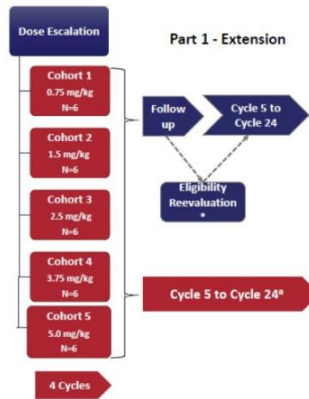 Dose Escalation
Part 1 - Extension
Cohort 1
0.75 mg/kg
N=6
Cohort 2
1.5 mg/kg
N=6
Cohort 3
2.5 mg/kg
N=6
Cohort 4
3.75 mg/kg
N=6
Cohort 5
5.0 mg/kg
N=6
4 Cycles
Follow
up
Cycle 5 to
Cycle 24
Eligibility
Reevaluation
Cycle 5 to Cycle 24ᵃ